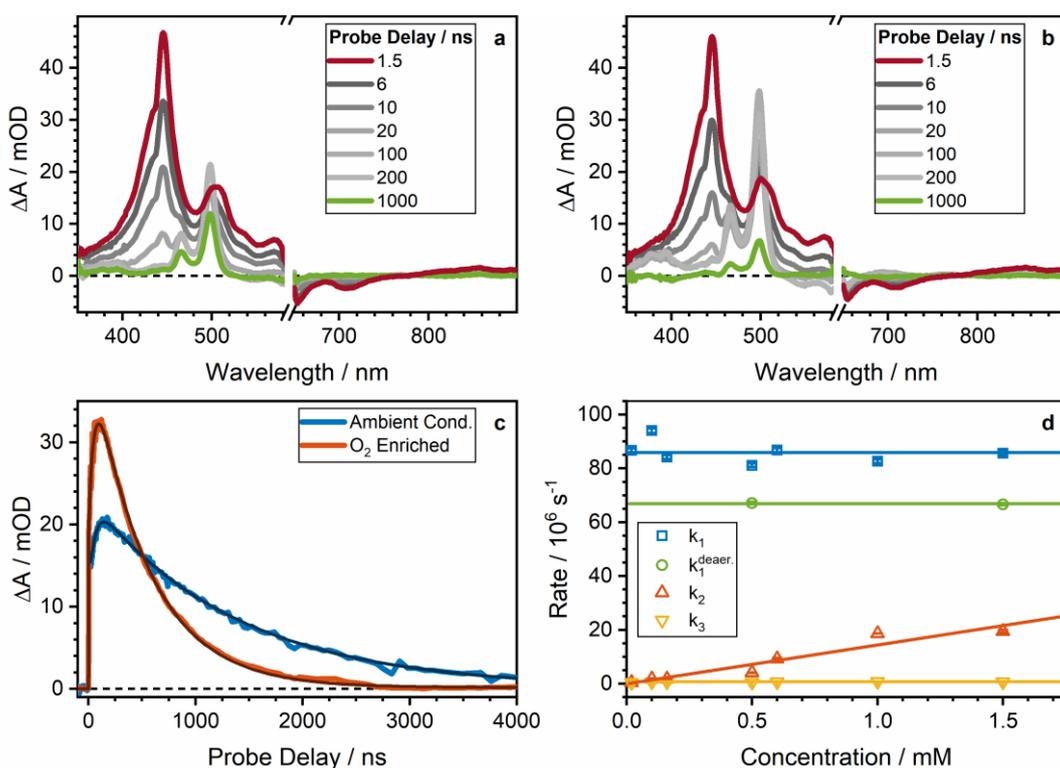 Probe Delay / ns
a
1.5
6
10
20
100
200
1000
ΔA / mOD
40
30
20
10
0
400
500
700
800
Wavelength / nm
Probe Delay / ns
b
1.5
6
10
20
100
200
1000
ΔA / mOD
40
30
20
10
0
400
500
700
800
Wavelength / nm
Ambient Cond.
O2 Enriched
c
ΔA / mOD
30
20
10
0
0
1000
2000
3000
4000
Probe Delay / ns
d
Rate / 10^6 s^-1
100
80
60
40
20
0
k1
k1^deaer.
k2
k3
0.0
0.5
1.0
1.5
Concentration / mM